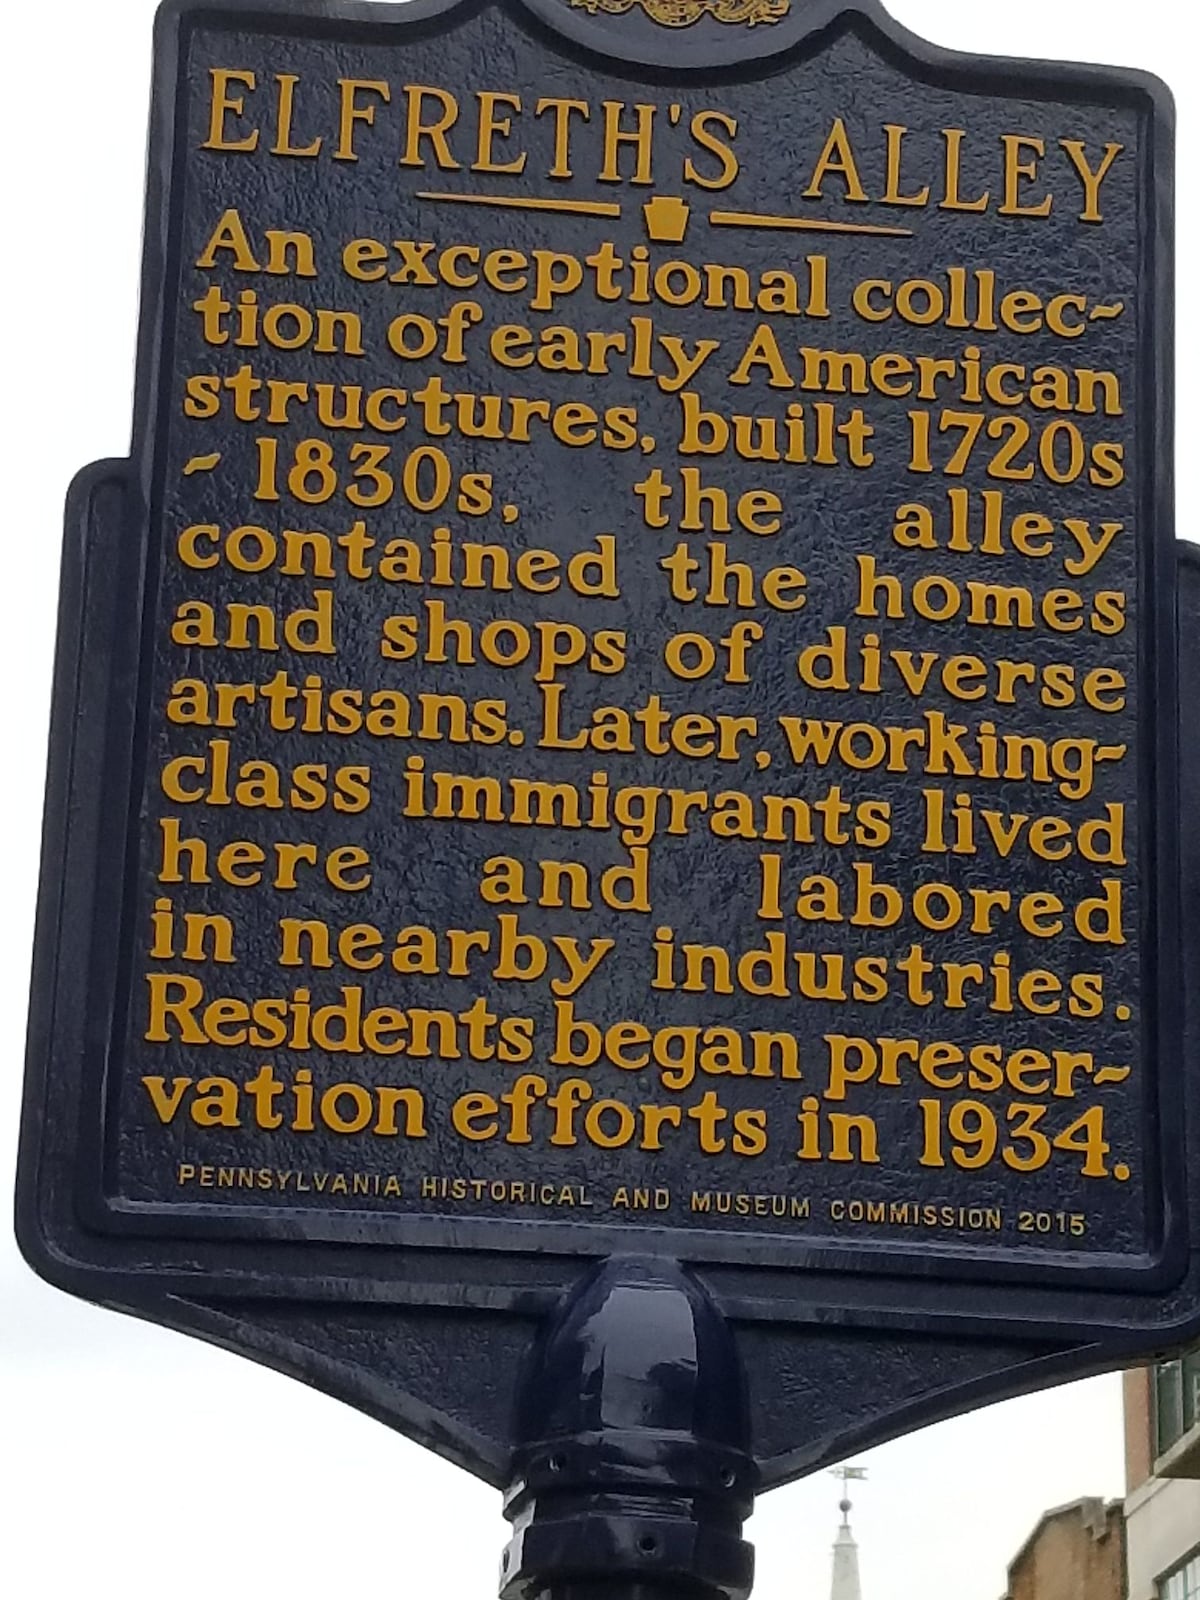 ELFRETH'S ALLEY
An exceptional collec-
tion of early American
structures, built 1720s
- 1830s, the alley
contained the homes
and shops of diverse
artisans. Later, working-
class immigrants lived
here and labored
in nearby industries.
Residents began preser-
vation efforts in 1934.
PENNSYLVANIA HISTORICAL AND MUSEUM COMMISSION 2015